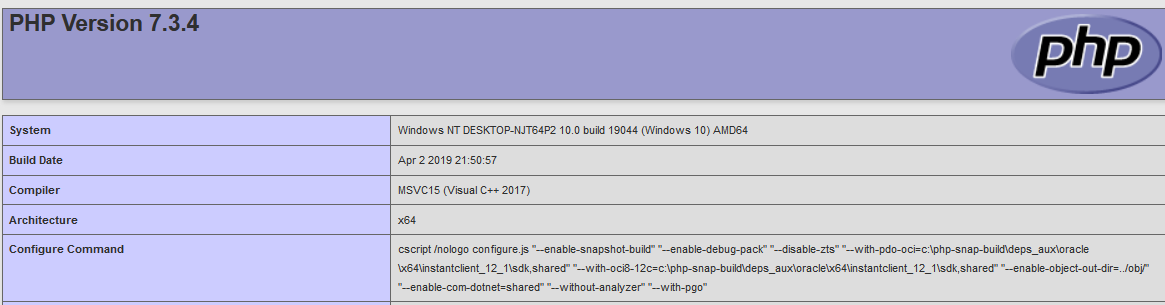 PHP Version 7.3.4
php
System
Windows NT DESKTOP-NJT64P2 10.0 build 19044 (Windows 10) AMD64
Build Date
Apr 2 2019 21:50:57
Compiler
MSVC15 (Visual C++ 2017)
Architecture
x64
Configure Command
cscript /nologo configure.js "--enable-snapshot-build" "--enable-debug-pack" "--disable-zts" "--with-pdo-oci=c:\php-snap-build\deps_aux\oracle
\x64\instantclient_12_1\sdk,shared" "--with-oci8-12c=c:\php-snap-build\deps_aux\oracle\x64\instantclient_12_1\sdk,shared" "--enable-object-out-dir=../obj/"
"--enable-com-dotnet=shared" "--without-analyzer" "--with-pgo"